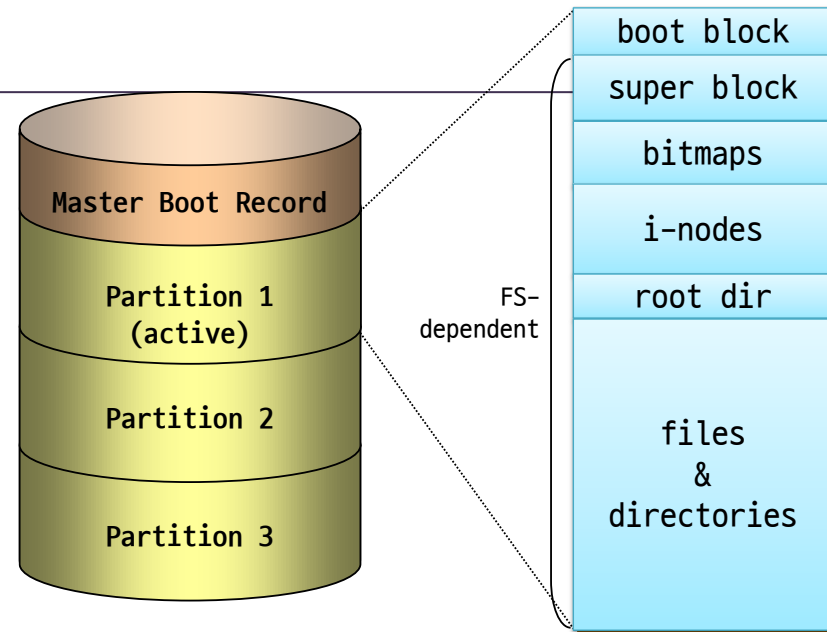 Master Boot Record
Partition 1
(active)
Partition 2
Partition 3
FS-
dependent
boot block
super block
bitmaps
i-nodes
root dir
files
&
directories